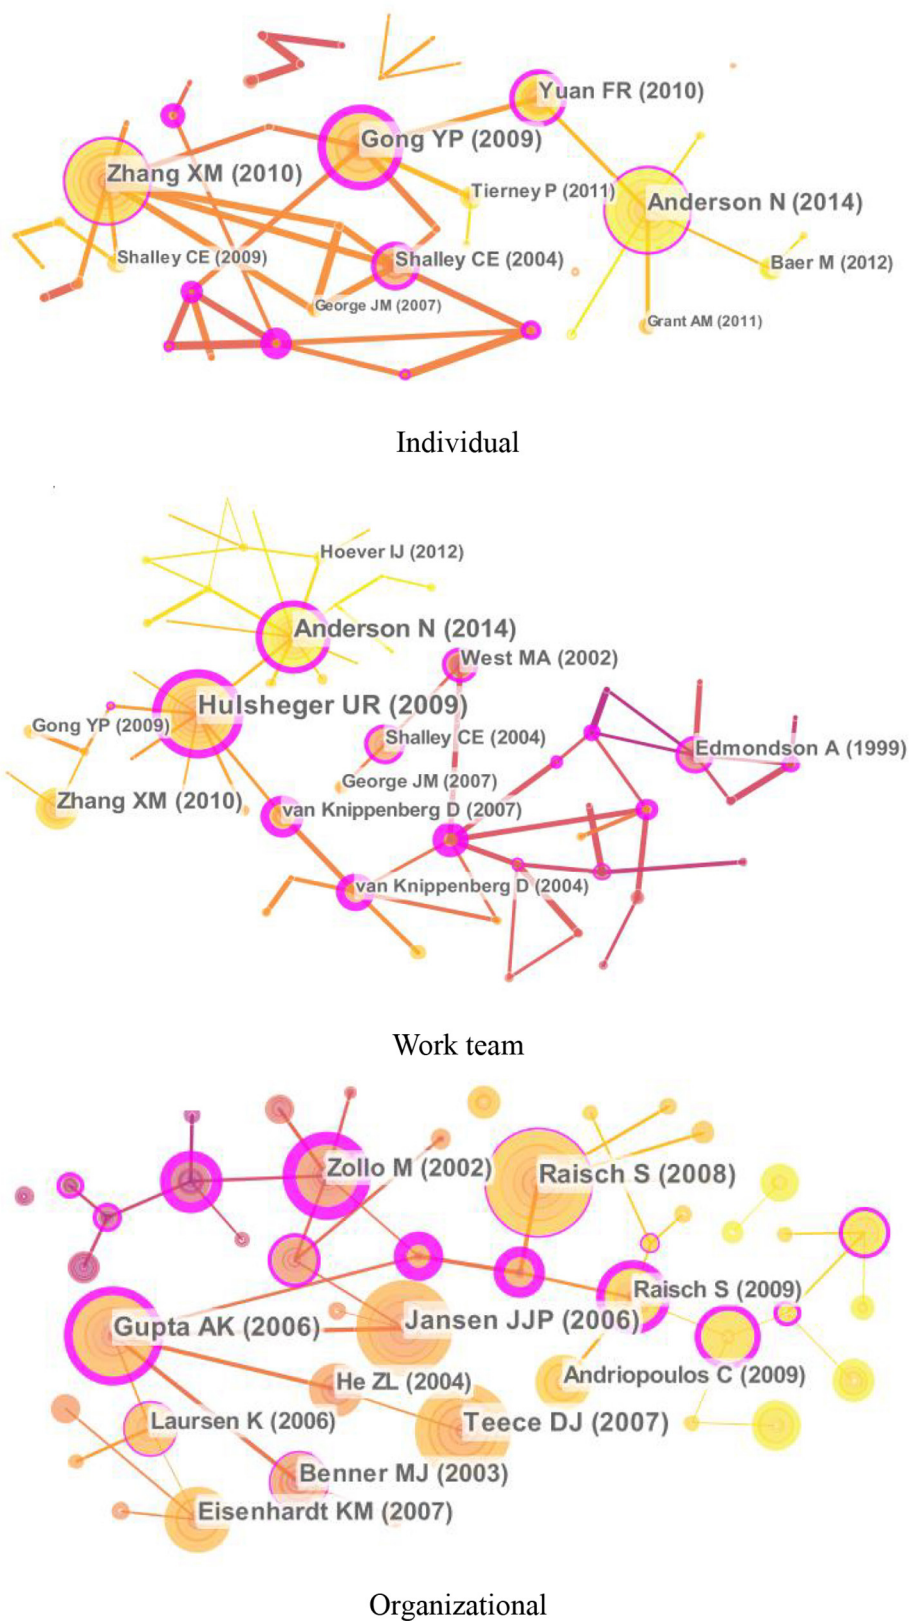 Yuan FR (2010)
Gong YP (2009)
Zhang XM (2010)
Tierney P (2011)
Anderson N (2014)
Shalley CE (2009)
Shalley CE (2004)
Baer M (2012)
George JM (2007)
Grant AM (2011)
Individual
Hoever IJ (2012)
Anderson N (2014)
West MA (2002)
Hulsheger UR (2009)
Gong YP (2009)
Shalley CE (2004)
Edmondson A (1999)
George JM (2007)
Zhang XM (2010)
van Knippenberg D (2007)
van Knippenberg D (2004)
Work team
Zollo M (2002)
Raisch S (2008)
Raisch S (2009)
Gupta AK (2006)
Jansen JJP (2006)
He ZL (2004)
Andriopoulos C (2009)
Laursen K (2006)
Teece DJ (2007)
Benner MJ (2003)
Eisenhardt KM (2007)
Organizational